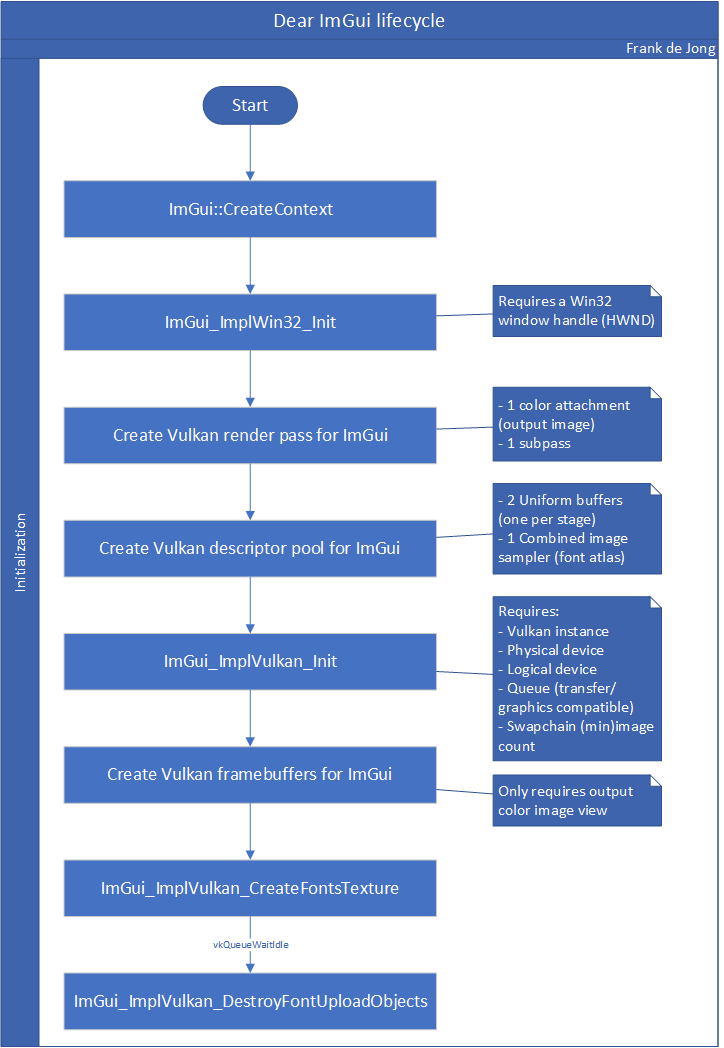 Dear ImGui lifecycle
Frank de Jong
Initialization
Start
ImGui::CreateContext
ImGui_ImplWin32_Init
Requires a Win32
window handle (HWND)
Create Vulkan render pass for ImGui
- 1 color attachment
(output image)
- 1 subpass
Create Vulkan descriptor pool for ImGui
- 2 Uniform buffers
(one per stage)
- 1 Combined image
sampler (font atlas)
ImGui_ImplVulkan_Init
Requires:
- Vulkan instance
- Physical device
- Logical device
- Queue (transfer/
graphics compatible)
- Swapchain (min)image
count
Create Vulkan framebuffers for ImGui
Only requires output
color image view
ImGui_ImplVulkan_CreateFontsTexture
vkQueueWaitIdle
ImGui_ImplVulkan_DestroyFontUploadObjects